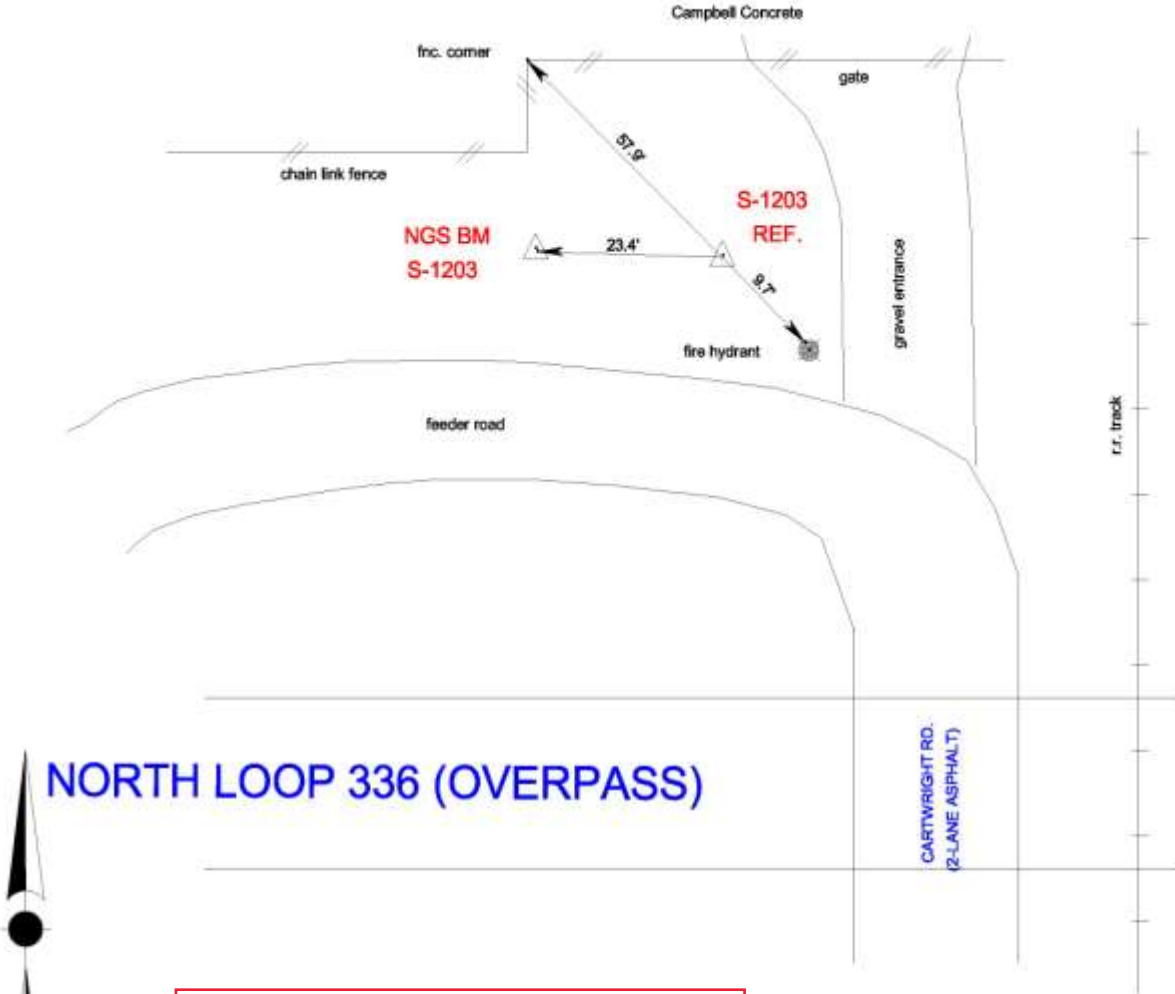 Campbell Concrete
fnc. corner
gate
57.9'
chain link fence
S-1203
REF.
NGS BM
S-1203
23.4'
9.7'
gravel entrance
fire hydrant
r.r. track
feeder road
NORTH LOOP 336 (OVERPASS)
CARTWRIGHT RD.
(2-LANE ASPHALT)